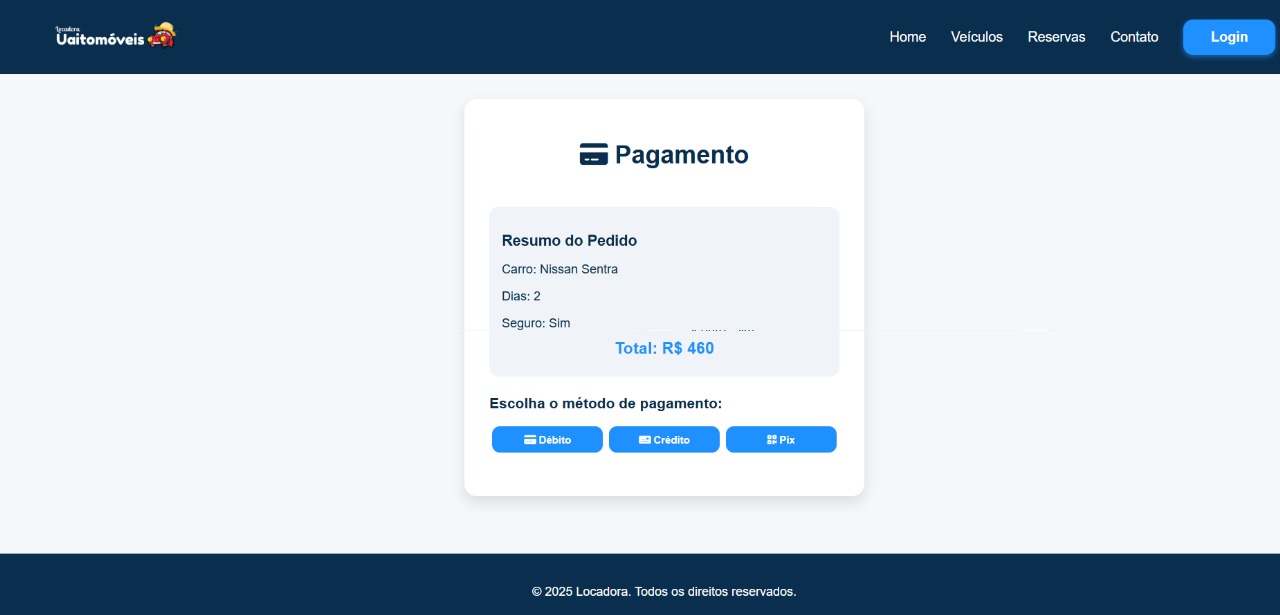 Locadora
Uaitomóveis
Home Veículos Reservas Contato Login
Pagamento
Resumo do Pedido
Carro: Nissan Sentra
Dias: 2
Seguro: Sim
Total: R$ 460
Escolha o método de pagamento:
Débito Crédito Pix
© 2025 Locadora. Todos os direitos reservados.